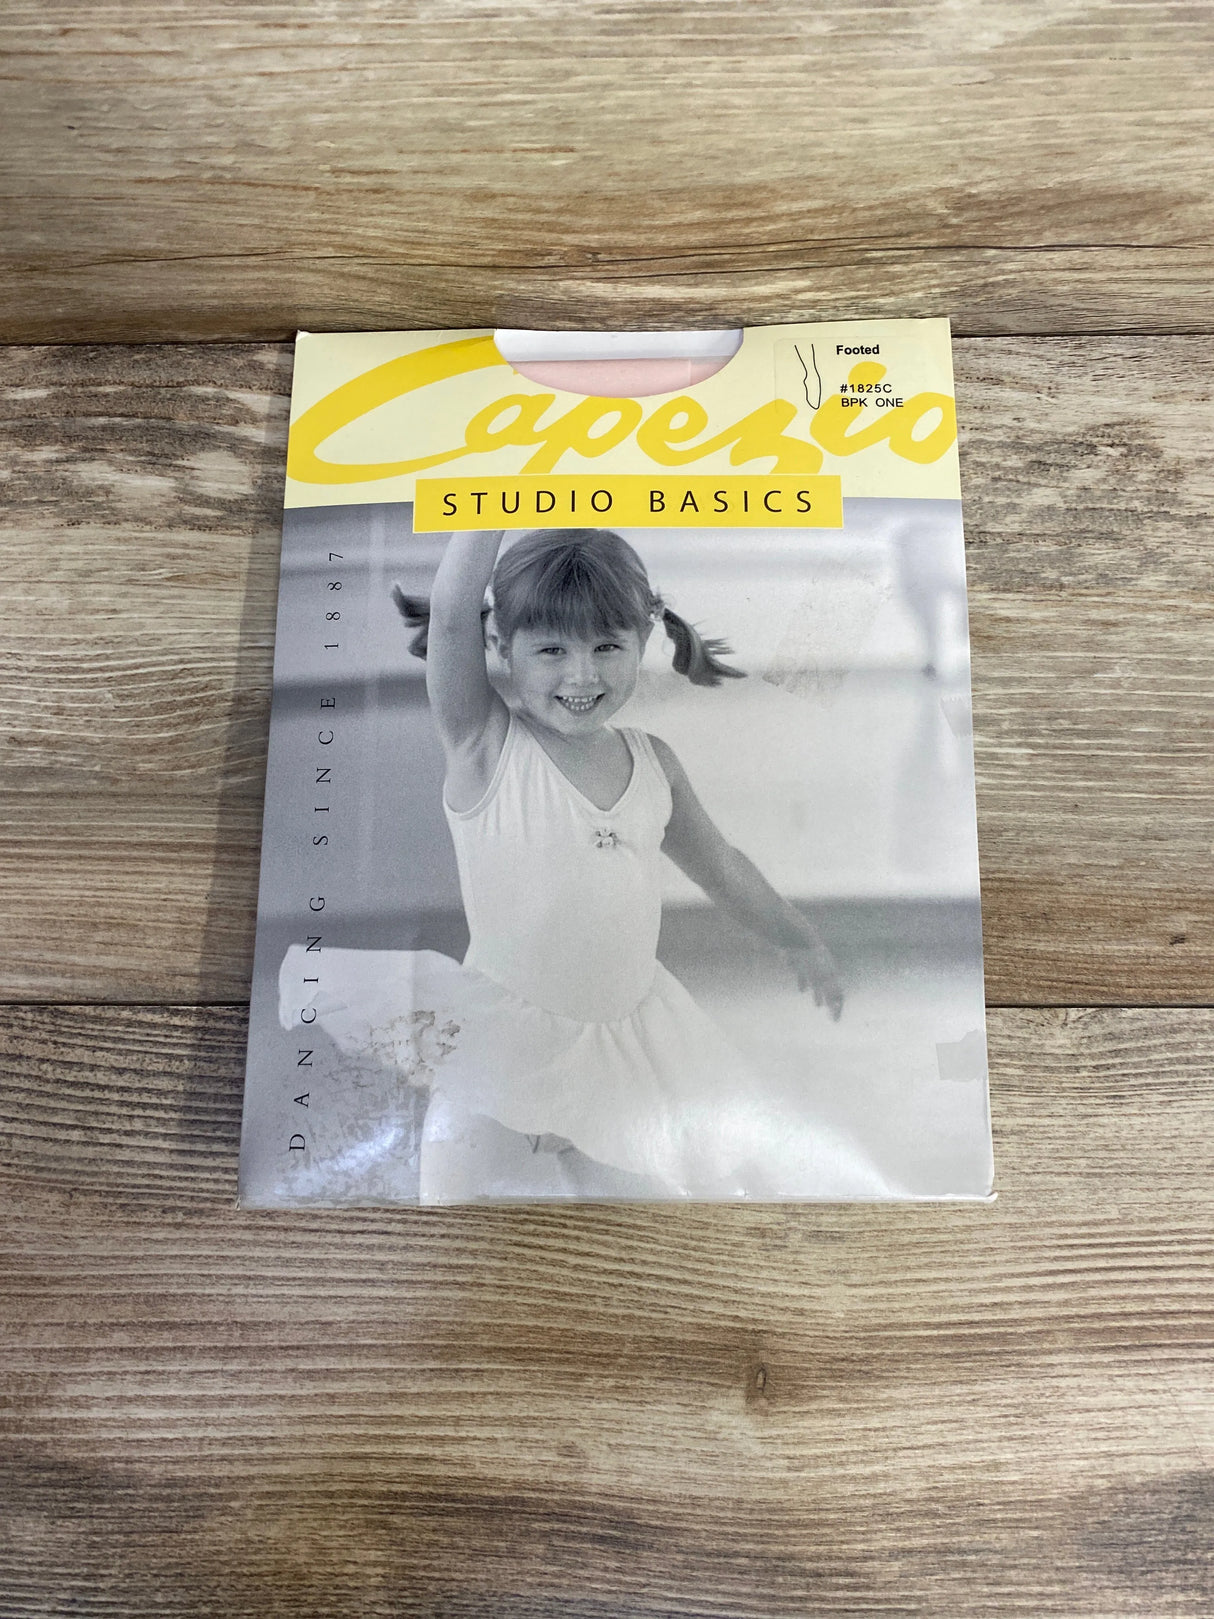 Capezio
Footed
#1825C
BPK ONE
STUDIO BASICS
DANCING SINCE 1887